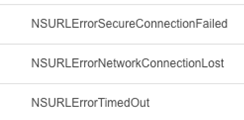 NSURLErrorSecureConnectionFailed
NSURLErrorNetworkConnectionLost
NSURLErrorTimedOut